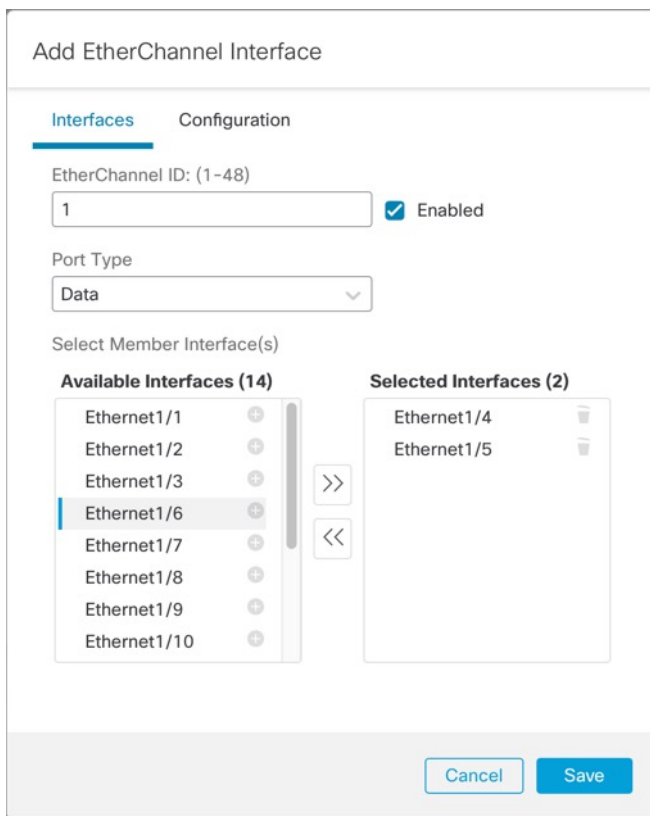 Add EtherChannel Interface
Interfaces Configuration
EtherChannel ID: (1-48)
1 Enabled
Port Type
Data
Select Member Interface(s)
Available Interfaces (14)
Ethernet1/1
Ethernet1/2
Ethernet1/3
Ethernet1/6
Ethernet1/7
Ethernet1/8
Ethernet1/9
Ethernet1/10
>>
<<
Selected Interfaces (2)
Ethernet1/4
Ethernet1/5
Cancel Save